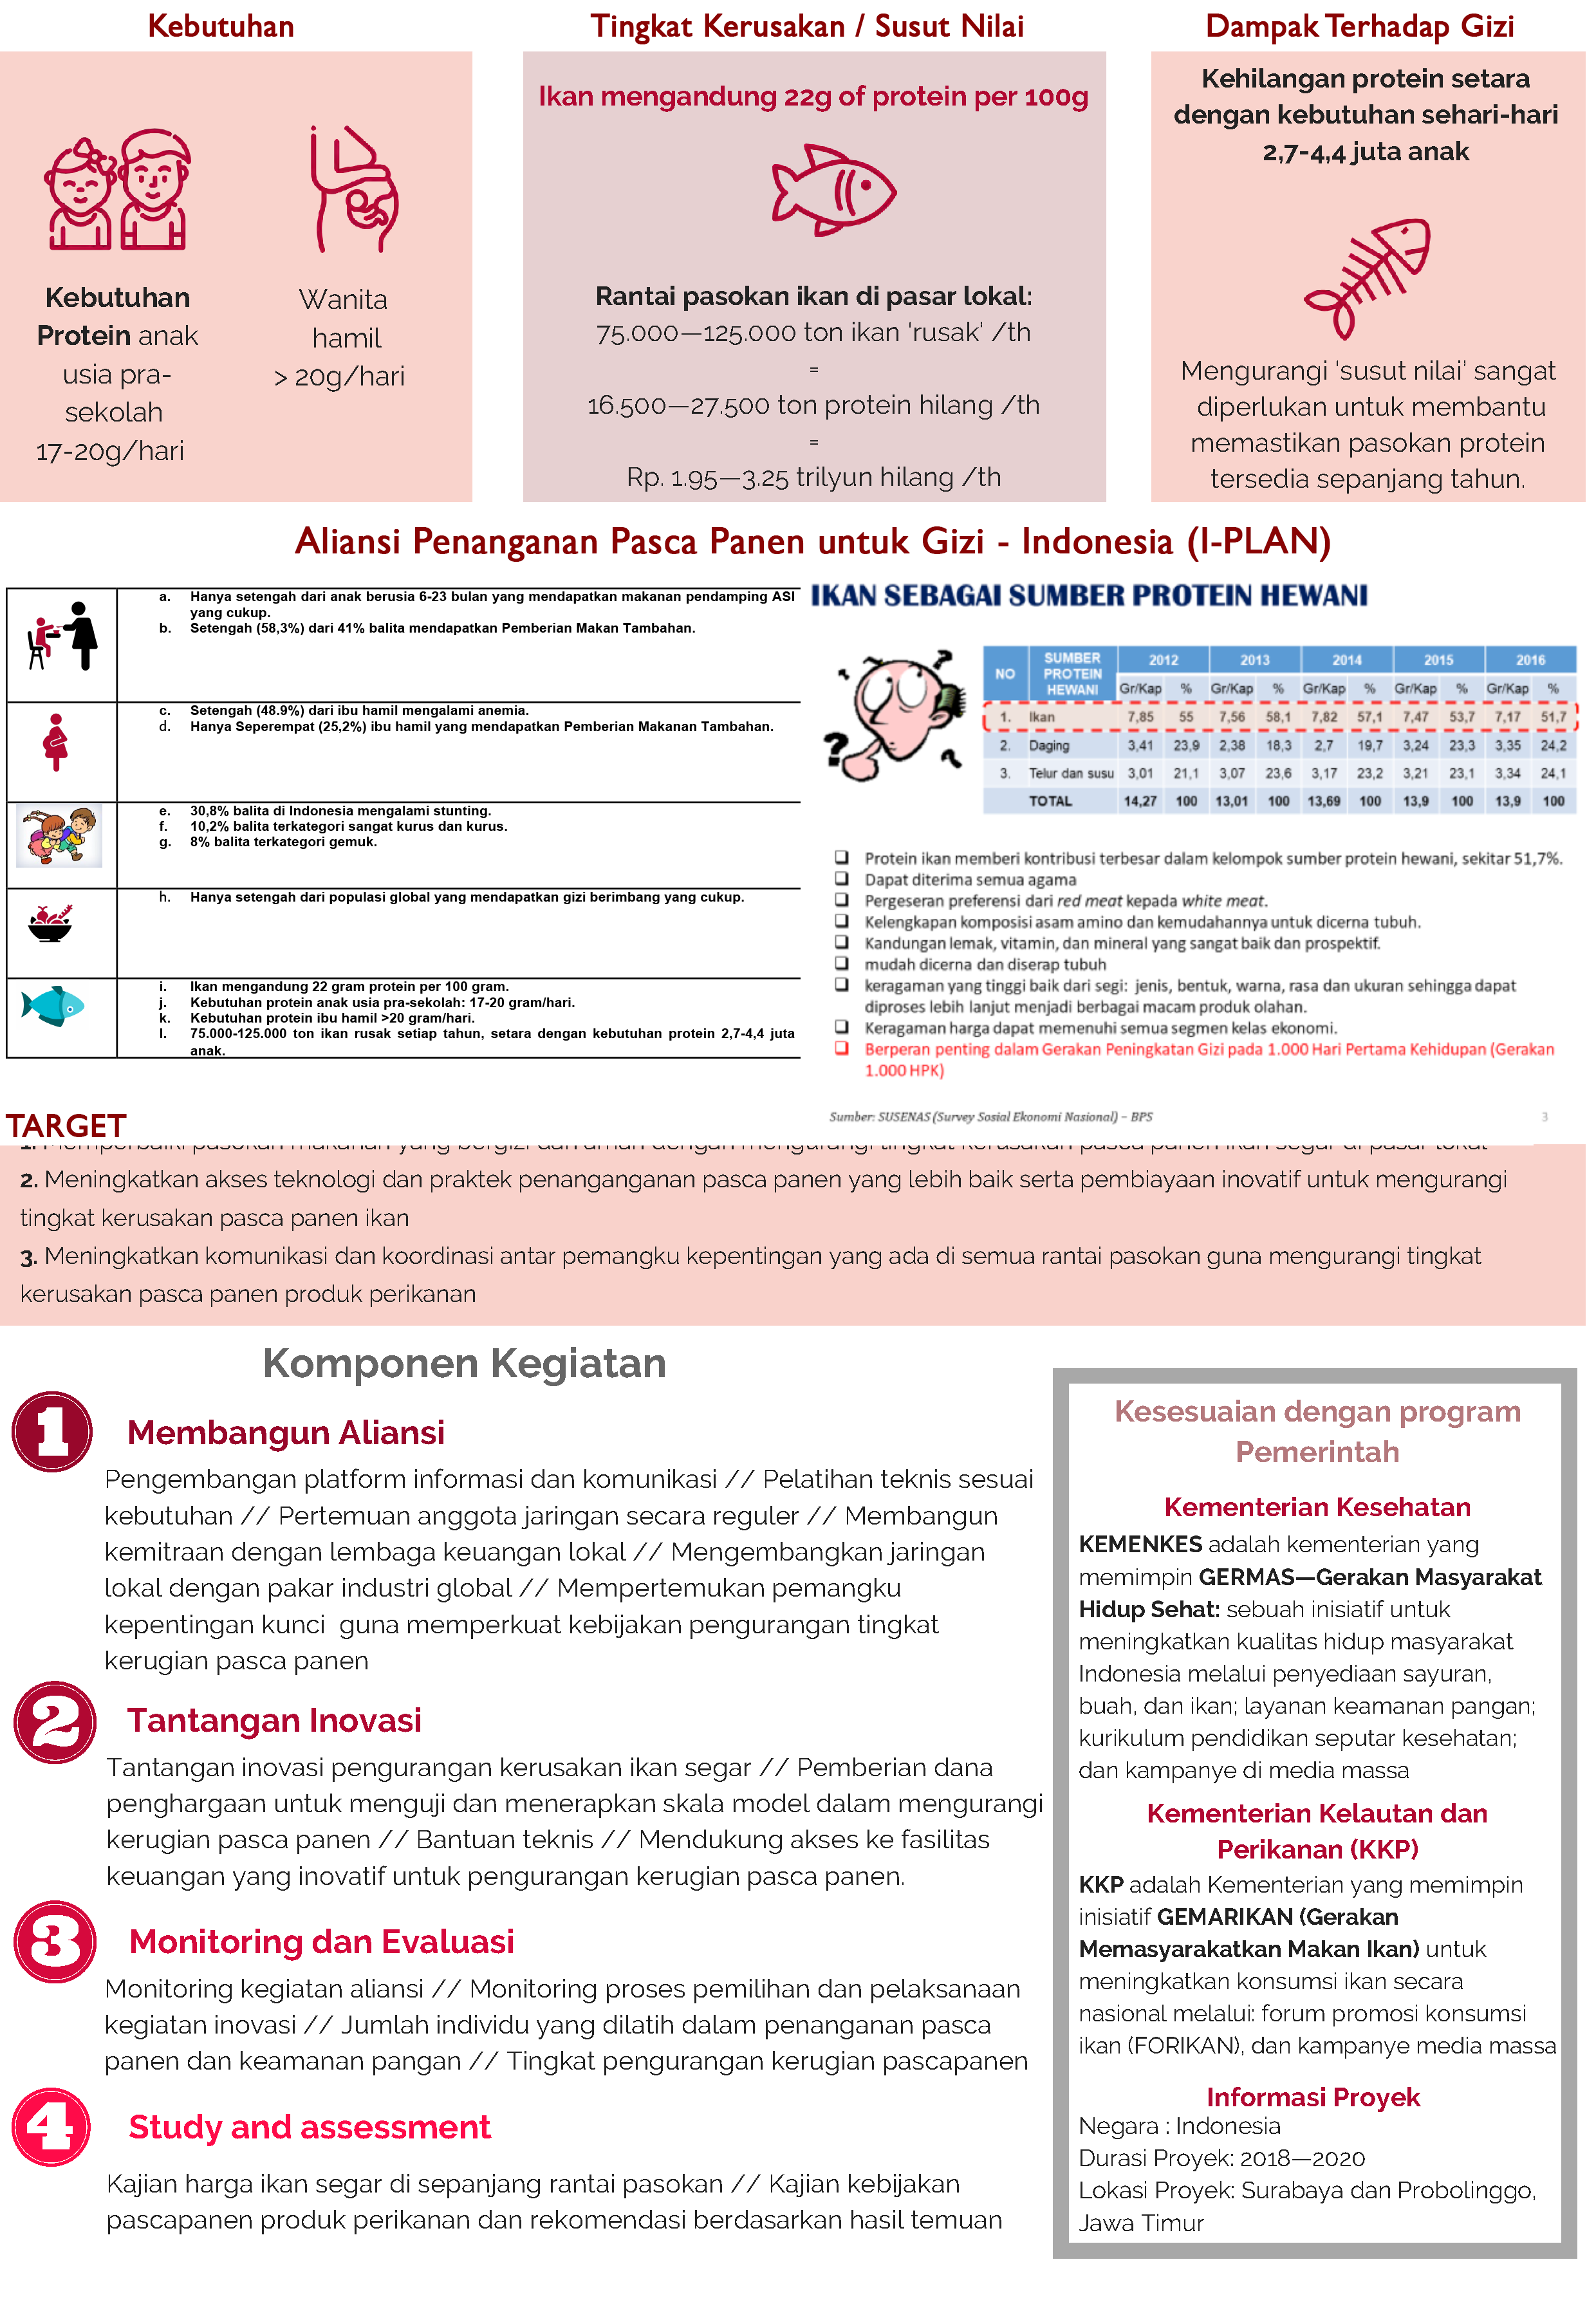 Kebutuhan
Kebutuhan
Protein anak
usia pra-
sekolah
17-20g/hari
Wanita
hamil
> 20g/hari
Tingkat Kerusakan / Susut Nilai
Ikan mengandung 22g of protein per 100g
Rantai pasokan ikan di pasar lokal:
75.000—125.000 ton ikan 'rusak' /th
=
16.500—27.500 ton protein hilang /th
=
Rp. 1.95—3.25 trilyun hilang /th
Dampak Terhadap Gizi
Kehilangan protein setara
dengan kebutuhan sehari-hari
2,7-4,4 juta anak
Mengurangi 'susut nilai' sangat
diperlukan untuk membantu
memastikan pasokan protein
tersedia sepanjang tahun.
Aliansi Penanganan Pasca Panen untuk Gizi - Indonesia (I-PLAN)
a. Hanya setengah dari anak berusia 6-23 bulan yang mendapatkan makanan pendamping ASI
yang cukup.
b. Setengah (58,3%) dari 41% balita mendapatkan Pemberian Makan Tambahan.
c. Setengah (48.9%) dari ibu hamil mengalami anemia.
d. Hanya Seperempat (25,2%) ibu hamil yang mendapatkan Pemberian Makanan Tambahan.
e. 30,8% balita di Indonesia mengalami stunting.
f. 10,2% balita terkategori sangat kurus dan kurus.
g. 8% balita terkategori gemuk.
h. Hanya setengah dari populasi global yang mendapatkan gizi berimbang yang cukup.
i. Ikan mengandung 22 gram protein per 100 gram.
j. Kebutuhan protein anak usia pra-sekolah: 17-20 gram/hari.
k. Kebutuhan protein ibu hamil >20 gram/hari.
l. 75.000-125.000 ton ikan rusak setiap tahun, setara dengan kebutuhan protein 2,7-4,4 juta
anak.
IKAN SEBAGAI SUMBER PROTEIN HEWANI
NO SUMBER PROTEIN HEWANI 2012 2013 2014 2015 2016
Gr/Kap % Gr/Kap % Gr/Kap % Gr/Kap % Gr/Kap %
1. Ikan 7,85 55 7,56 58,1 7,82 57,1 7,47 53,7 7,17 51,7
2. Daging 3,41 23,9 2,38 18,3 2,7 19,7 3,24 23,3 3,35 24,2
3. Telur dan susu 3,01 21,1 3,07 23,6 3,17 23,2 3,21 23,1 3,34 24,1
TOTAL 14,27 100 13,01 100 13,69 100 13,9 100 13,9 100
Protein ikan memberi kontribusi terbesar dalam kelompok sumber protein hewani, sekitar 51,7%.
Dapat diterima semua agama
Pergeseran preferensi dari red meat kepada white meat.
Kelengkapan komposisi asam amino dan kemudahannya untuk dicerna tubuh.
Kandungan lemak, vitamin, dan mineral yang sangat baik dan prospektif.
mudah dicerna dan diserap tubuh
keragaman yang tinggi baik dari segi: jenis, bentuk, warna, rasa dan ukuran sehingga dapat
diproses lebih lanjut menjadi berbagai macam produk olahan.
Keragaman harga dapat memenuhi semua segmen kelas ekonomi.
Berperan penting dalam Gerakan Peningkatan Gizi pada 1.000 Hari Pertama Kehidupan (Gerakan
1.000 HPK)
Sumber: SUSENAS (Survey Sosial Ekonomi Nasional) – BPS
3
TARGET
1. Memperbaiki pasokan makanan yang bergizi dan aman dengan mengurangi tingkat kerusakan pasca panen ikan segar di pasar lokal
2. Meningkatkan akses teknologi dan praktek penanganganan pasca panen yang lebih baik serta pembiayaan inovatif untuk mengurangi
tingkat kerusakan pasca panen ikan
3. Meningkatkan komunikasi dan koordinasi antar pemangku kepentingan yang ada di semua rantai pasokan guna mengurangi tingkat
kerusakan pasca panen produk perikanan
Komponen Kegiatan
1 Membangun Aliansi
Pengembangan platform informasi dan komunikasi // Pelatihan teknis sesuai
kebutuhan // Pertemuan anggota jaringan secara reguler // Membangun
kemitraan dengan lembaga keuangan lokal // Mengembangkan jaringan
lokal dengan pakar industri global // Mempertemukan pemangku
kepentingan kunci guna memperkuat kebijakan pengurangan tingkat
kerugian pasca panen
2 Tantangan Inovasi
Tantangan inovasi pengurangan kerusakan ikan segar // Pemberian dana
penghargaan untuk menguji dan menerapkan skala model dalam mengurangi
kerugian pasca panen // Bantuan teknis // Mendukung akses ke fasilitas
keuangan yang inovatif untuk pengurangan kerugian pasca panen.
3 Monitoring dan Evaluasi
Monitoring kegiatan aliansi // Monitoring proses pemilihan dan pelaksanaan
kegiatan inovasi // Jumlah individu yang dilatih dalam penanganan pasca
panen dan keamanan pangan // Tingkat pengurangan kerugian pascapanen
4 Study and assessment
Kajian harga ikan segar di sepanjang rantai pasokan // Kajian kebijakan
pascapanen produk perikanan dan rekomendasi berdasarkan hasil temuan
Kesesuaian dengan program
Pemerintah
Kementerian Kesehatan
KEMENKES adalah kementerian yang
memimpin GERMAS—Gerakan Masyarakat
Hidup Sehat: sebuah inisiatif untuk
meningkatkan kualitas hidup masyarakat
Indonesia melalui penyediaan sayuran,
buah, dan ikan; layanan keamanan pangan;
kurikulum pendidikan seputar kesehatan;
dan kampanye di media massa
Kementerian Kelautan dan
Perikanan (KKP)
KKP adalah Kementerian yang memimpin
inisiatif GEMARIKAN (Gerakan
Memasyarakatkan Makan Ikan) untuk
meningkatkan konsumsi ikan secara
nasional melalui: forum promosi konsumsi
ikan (FORIKAN), dan kampanye media massa
Informasi Proyek
Negara : Indonesia
Durasi Proyek: 2018—2020
Lokasi Proyek: Surabaya dan Probolinggo,
Jawa Timur